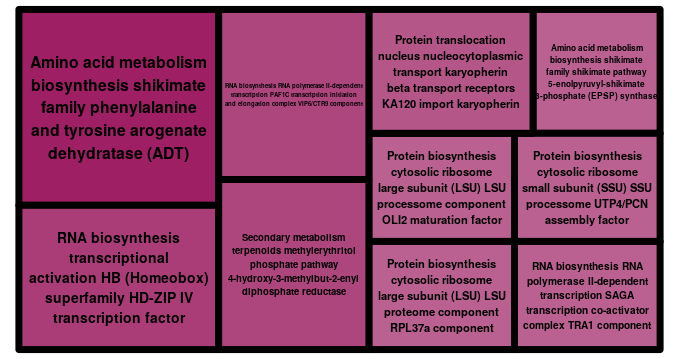 Amino acid metabolism
biosynthesis shikimate
family phenylalanine
and tyrosine arogenate
dehydratase (ADT)
RNA biosynthesis
transcriptional
activation HB (Homeobox)
superfamily HD-ZIP IV
transcription factor
RNA biosynthesis RNA polymerase II-dependent
transcription PAF1C transcription initiation
and elongation complex VIP6/CTR9 component
Secondary metabolism
terpenoids methylerythritol
phosphate pathway
4-hydroxy-3-methylbut-2-enyl
diphosphate reductase
Protein translocation
nucleus nucleocytoplasmic
transport karyopherin
beta transport receptors
KA120 import karyopherin
Amino acid metabolism
biosynthesis shikimate
family shikimate pathway
5-enolpyruvyl-shikimate
3-phosphate (EPSP) synthase
Protein biosynthesis
cytosolic ribosome
large subunit (LSU) LSU
processome component
OLI2 maturation factor
Protein biosynthesis
cytosolic ribosome
small subunit (SSU) SSU
processome UTP4/PCN
assembly factor
Protein biosynthesis
cytosolic ribosome
large subunit (LSU) LSU
proteome component
RPL37a component
RNA biosynthesis RNA
polymerase II-dependent
transcription SAGA
transcription co-activator
complex TRA1 component